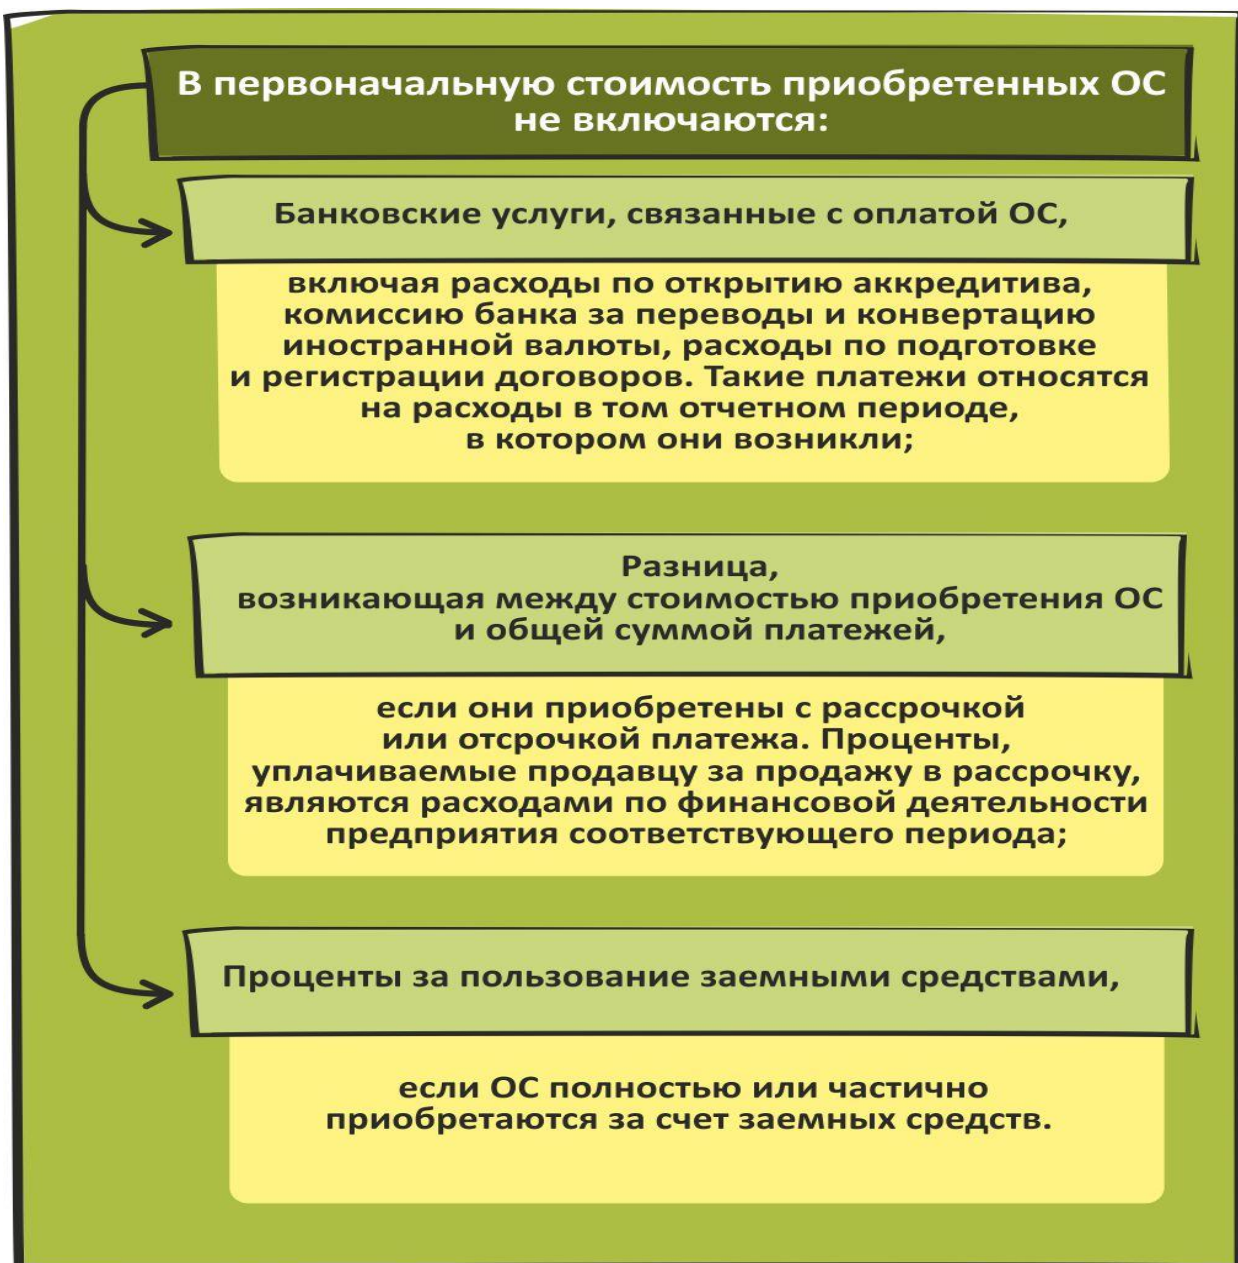 В первоначальную стоимость приобретенных ОС
не включаются:
Банковские услуги, связанные с оплатой ОС,
включая расходы по открытию аккредитива,
комиссию банка за переводы и конвертацию
иностранной валюты, расходы по подготовке
и регистрации договоров. Такие платежи относятся
на расходы в том отчетном периоде,
в котором они возникли;
Разница,
возникающая между стоимостью приобретения ОС
и общей суммой платежей,
если они приобретены с рассрочкой
или отсрочкой платежа. Проценты,
уплачиваемые продавцу за продажу в рассрочку,
являются расходами по финансовой деятельности
предприятия соответствующего периода;
Проценты за пользование заемными средствами,
если ОС полностью или частично
приобретаются за счет заемных средств.